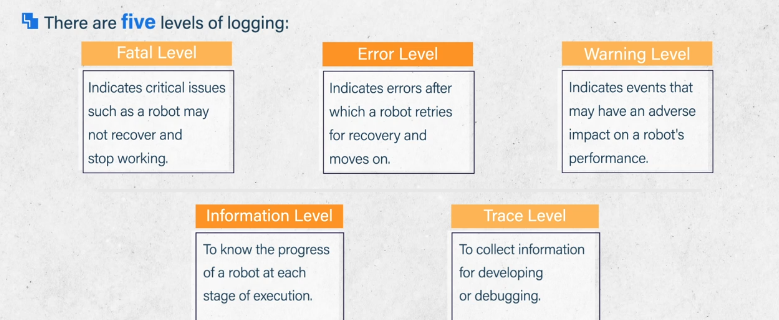 There are five levels of logging:
Fatal Level
Indicates critical issues
such as a robot may
not recover and
stop working.
Error Level
Indicates errors after
which a robot retries
for recovery and
moves on.
Warning Level
Indicates events that
may have an adverse
impact on a robot's
performance.
Information Level
To know the progress
of a robot at each
stage of execution.
Trace Level
To collect information
for developing
or debugging.